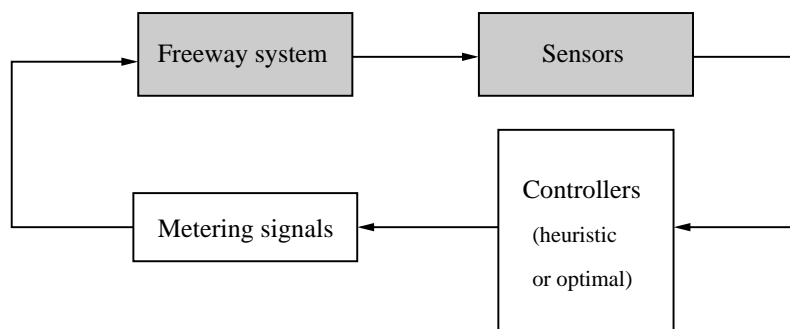 Freeway system
Sensors
Controllers
(heuristic
or optimal)
Metering signals